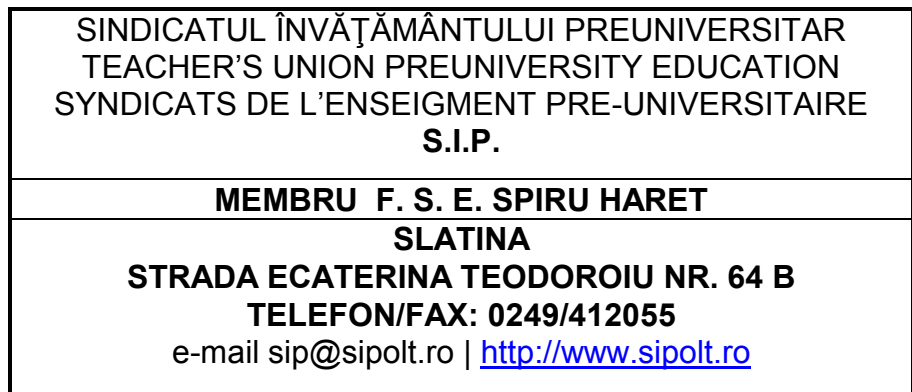 SINDICATUL ÎNVĂŢĂMÂNTULUI PREUNIVERSITAR
TEACHER’S UNION PREUNIVERSITY EDUCATION
SYNDICATS DE L’ENSEIGMENT PRE-UNIVERSITAIRE
S.I.P.
MEMBRU F. S. E. SPIRU HARET
SLATINA
STRADA ECATERINA TEODOROIU NR. 64 B
TELEFON/FAX: 0249/412055
e-mail sip@sipolt.ro | http://www.sipolt.ro